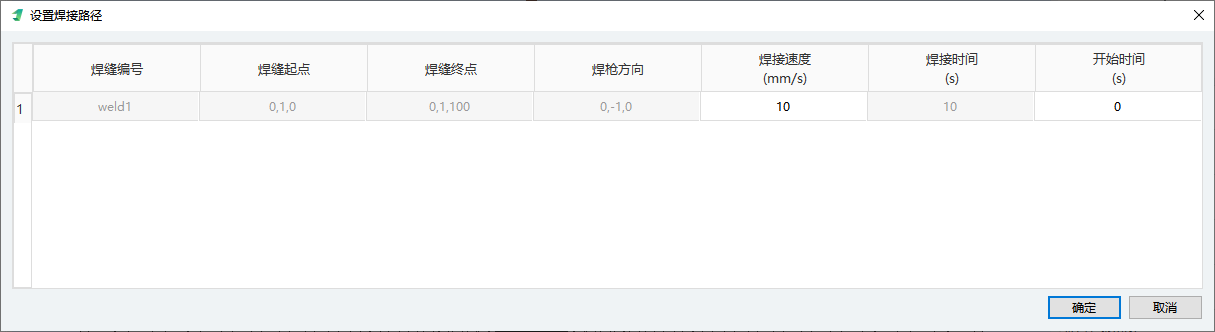 设置焊接路径
焊缝编号 焊缝起点 焊缝终点 焊枪方向 焊接速度 (mm/s) 焊接时间 (s) 开始时间 (s)
1 weld1 0,1,0 0,1,100 0,-1,0 10 10 0
确定 取消